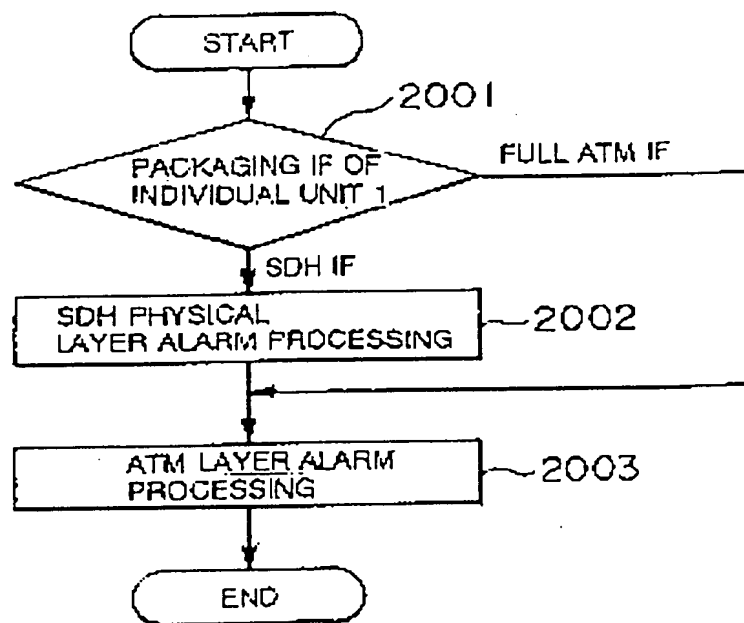 START
2001
PACKAGING IF OF
INDIVIDUAL UNIT 1
FULL ATM IF
SDH IF
SDH PHYSICAL
LAYER ALARM PROCESSING
2002
ATM LAYER ALARM
PROCESSING
2003
END